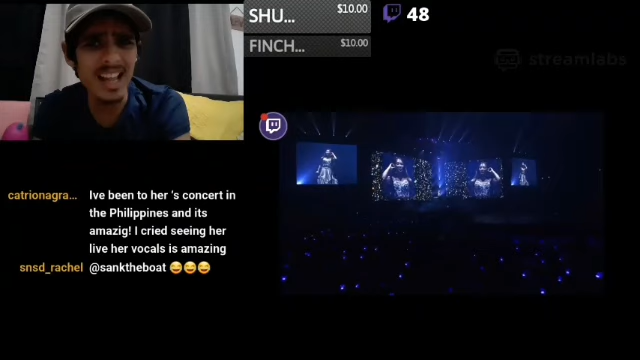 SHU... $10.00
FINCH... $10.00
48
streamlabs
catrionagra... Ive been to her 's concert in
the Philippines and its
amazig! I cried seeing her
live her vocals is amazing
snsd_rachel @sanktheboat 😂😂😂